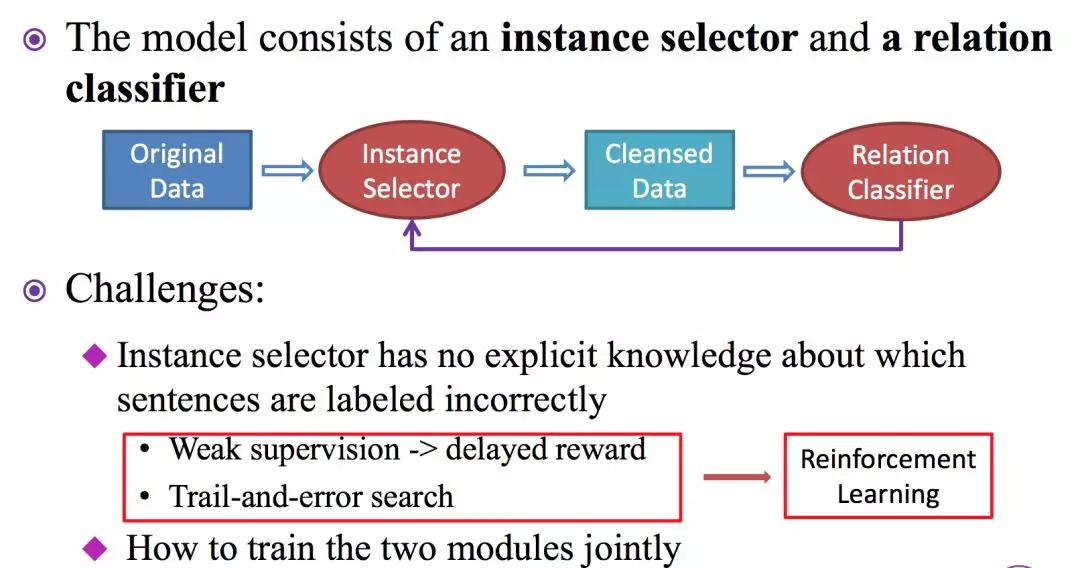 The model consists of an instance selector and a relation
classifier
Original
Data
Instance
Selector
Cleansed
Data
Relation
Classifier
Challenges:
Instance selector has no explicit knowledge about which
sentences are labeled incorrectly
• Weak supervision -> delayed reward
• Trail-and-error search
Reinforcement
Learning
How to train the two modules jointly